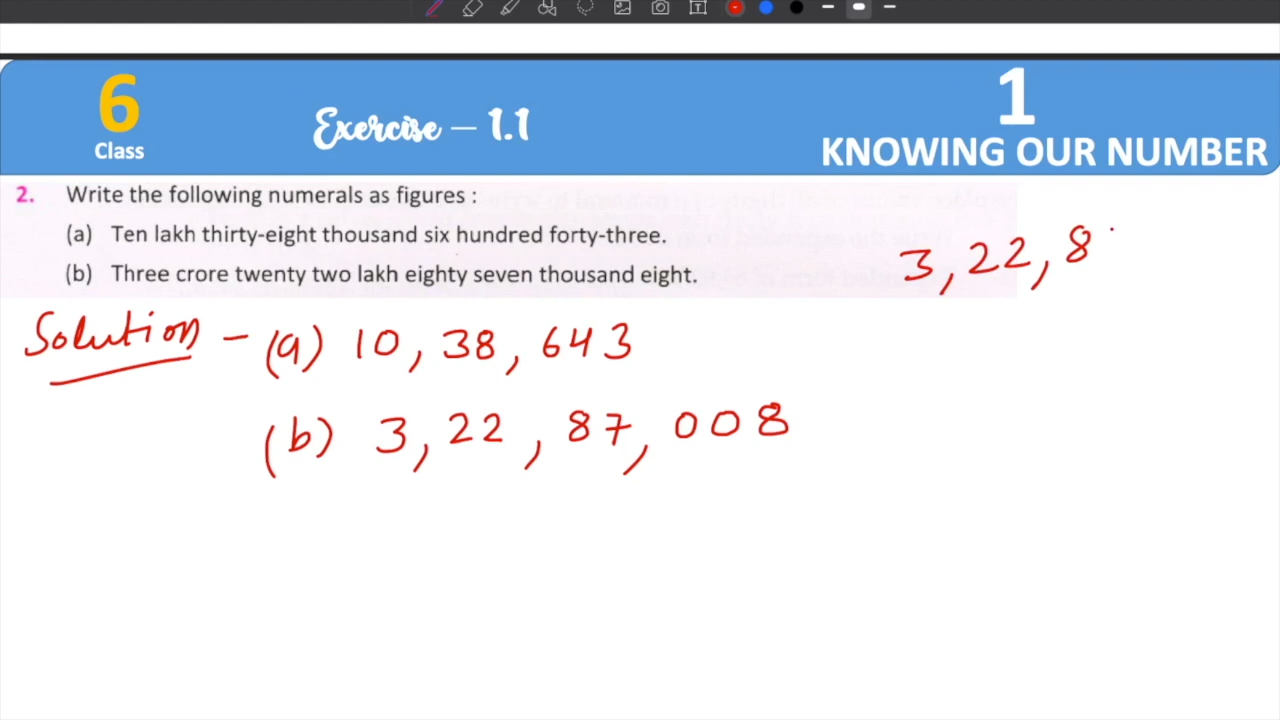 6
Class
Exercise – 1.1
1
KNOWING OUR NUMBER
2. Write the following numerals as figures :
(a) Ten lakh thirty-eight thousand six hundred forty-three.
(b) Three crore twenty two lakh eighty seven thousand eight.
3, 22, 8
Solution – (a) 10, 38, 643
(b) 3, 22, 87, 008